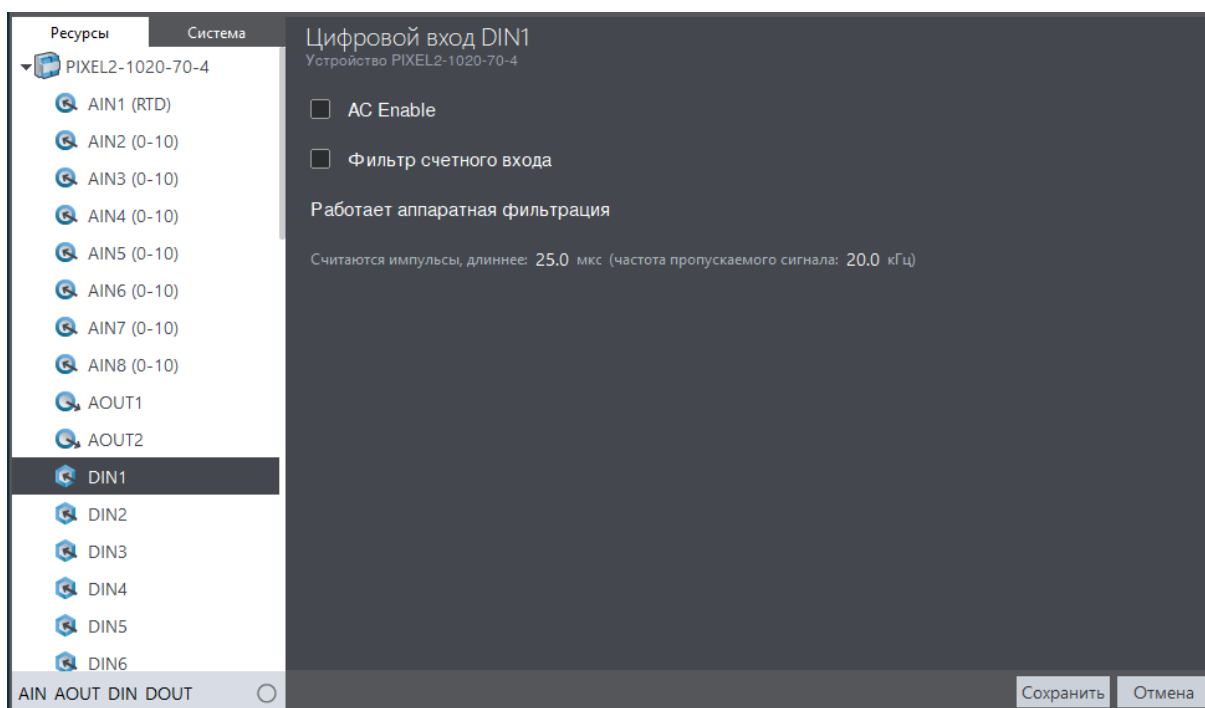 Ресурсы
Система
PIXEL2-1020-70-4
AIN1 (RTD)
AIN2 (0-10)
AIN3 (0-10)
AIN4 (0-10)
AIN5 (0-10)
AIN6 (0-10)
AIN7 (0-10)
AIN8 (0-10)
AOUT1
AOUT2
DIN1
DIN2
DIN3
DIN4
DIN5
DIN6
AIN AOUT DIN DOUT
Цифровой вход DIN1
Устройство PIXEL2-1020-70-4
AC Enable
Фильтр счетного входа
Работает аппаратная фильтрация
Считаются импульсы, длиннее: 25.0 мкс (частота пропускаемого сигнала: 20.0 кГц)
Сохранить
Отмена